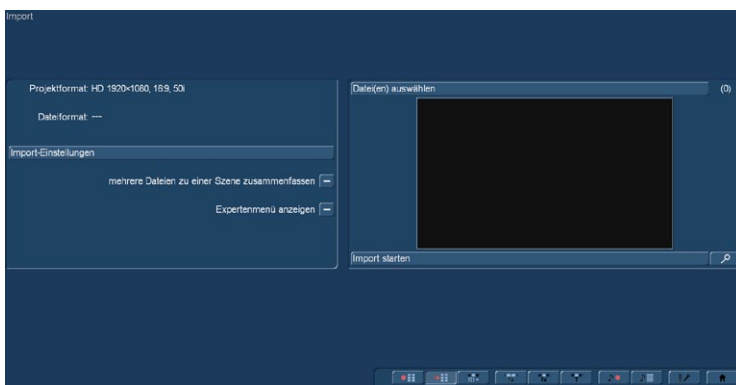 Import
Projektformat: HD 1920×1080, 16:9, 50i
Dateiformat: ---
Import-Einstellungen
mehrere Dateien zu einer Szene zusammenfassen
Expertenmenü anzeigen
Datei(en) auswählen (0)
Import starten